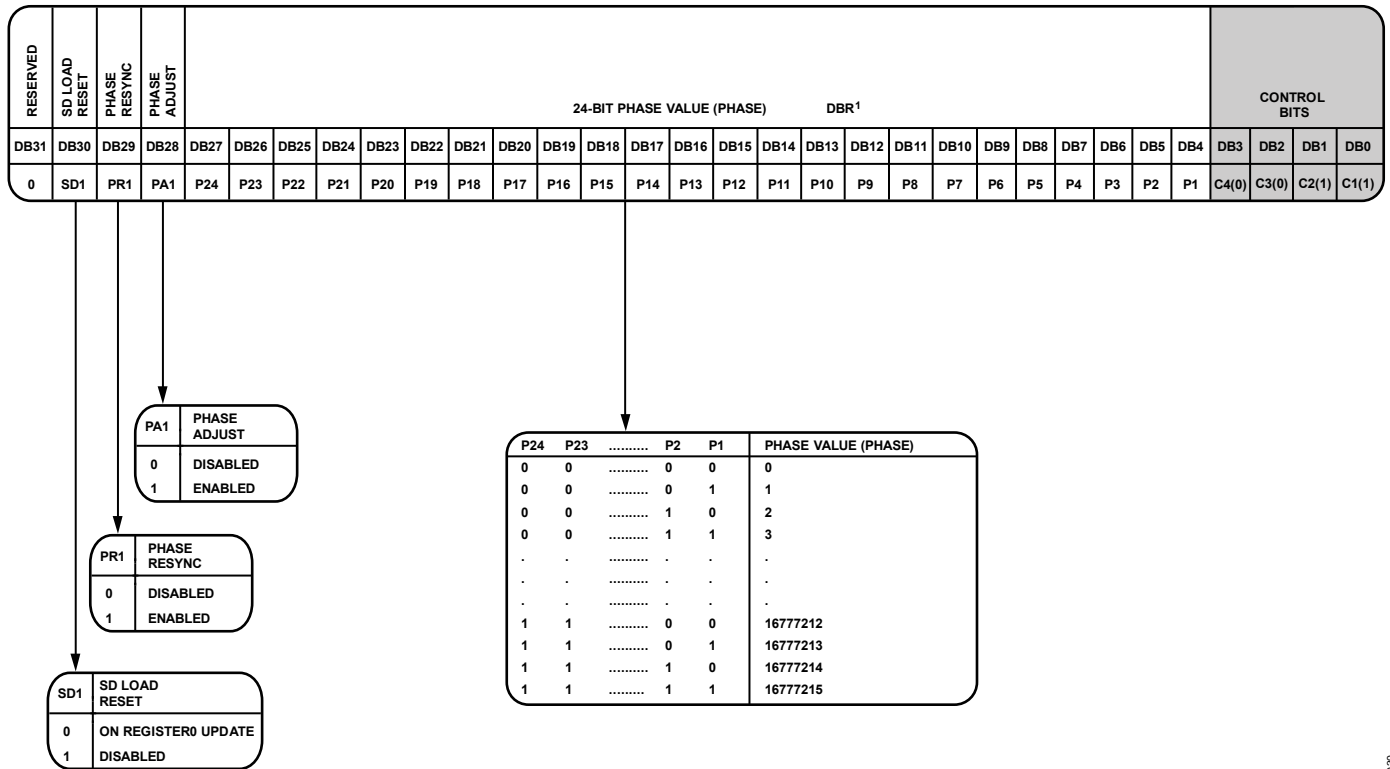 RESERVED
SD LOAD
RESET
PHASE
RESYNC
PHASE
ADJUST
24-BIT PHASE VALUE (PHASE) DBR1
CONTROL
BITS
DB31 DB30 DB29 DB28 DB27 DB26 DB25 DB24 DB23 DB22 DB21 DB20 DB19 DB18 DB17 DB16 DB15 DB14 DB13 DB12 DB11 DB10 DB9 DB8 DB7 DB6 DB5 DB4 DB3 DB2 DB1 DB0
0 SD1 PR1 PA1 P24 P23 P22 P21 P20 P19 P18 P17 P16 P15 P14 P13 P12 P11 P10 P9 P8 P7 P6 P5 P4 P3 P2 P1 C4(0) C3(0) C2(1) C1(1)
PA1 PHASE
ADJUST
0 DISABLED
1 ENABLED
PR1 PHASE
RESYNC
0 DISABLED
1 ENABLED
SD1 SD LOAD
RESET
0 ON REGISTER0 UPDATE
1 DISABLED
P24 P23 .......... P2 P1 PHASE VALUE (PHASE)
0 0 .......... 0 0 0
0 0 .......... 0 1 1
0 0 .......... 1 0 2
0 0 .......... 1 1 3
. . .......... . . .
. . .......... . . .
. . .......... . . .
1 1 .......... 0 0 16777212
1 1 .......... 0 1 16777213
1 1 .......... 1 0 16777214
1 1 ......... 1 1 16777215